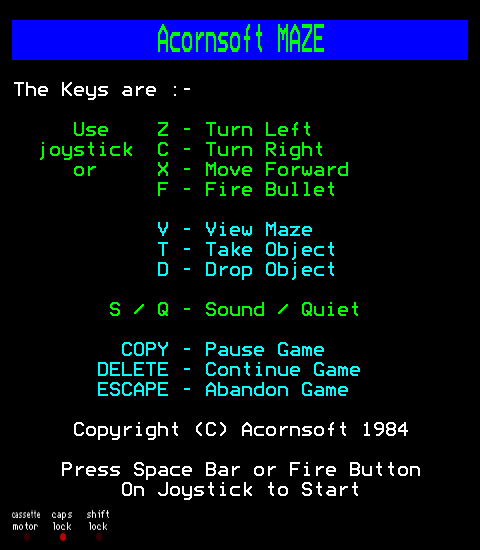 Acornsoft MAZE
The Keys are :-
Use Z - Turn Left
joystick C - Turn Right
or X - Move Forward
F - Fire Bullet
V - View Maze
T - Take Object
D - Drop Object
S / Q - Sound / Quiet
COPY - Pause Game
DELETE - Continue Game
ESCAPE - Abandon Game
Copyright (C) Acornsoft 1984
Press Space Bar or Fire Button
On Joystick to Start
cassette caps shift
motor lock lock